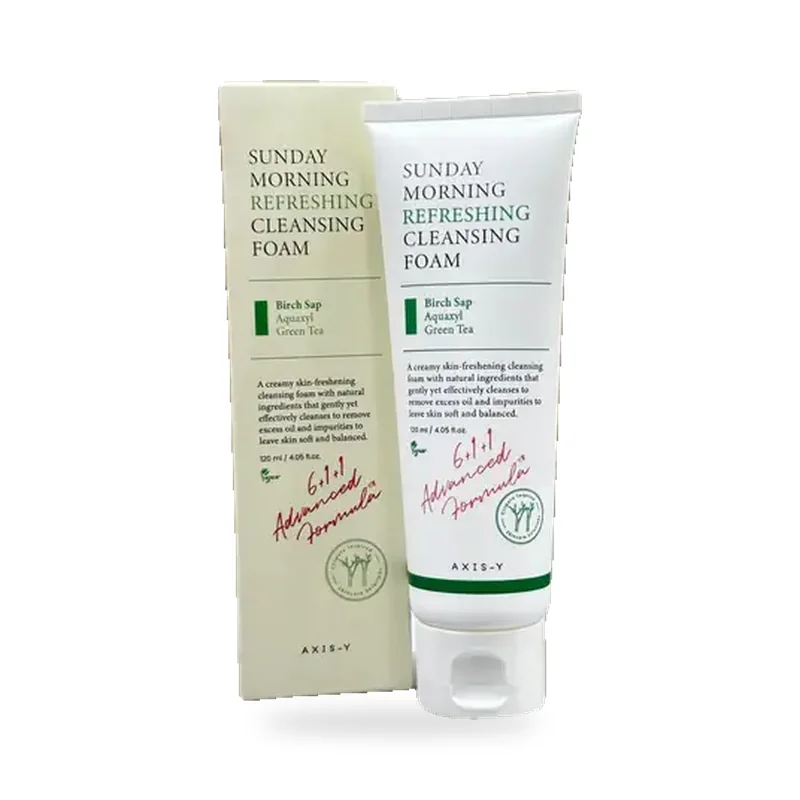 SUNDAY
MORNING
REFRESHING
CLEANSING
FOAM
Birch Sap
Aquaxyl
Green Tea
A creamy skin-freshening
cleansing foam with natural
ingredients that gently yet
effectively cleanses to remove
excess oil and impurities to
leave skin soft and balanced.
120 ml / 4.05 fl.oz.
6+1+1
Advanced
Formula
AXIS-Y
SUNDAY
MORNING
REFRESHING
CLEANSING
FOAM
Birch Sap
Aquaxyl
Green Tea
A creamy skin-freshening cleansing
foam with natural ingredients that
gently yet effectively cleanses to
remove excess oil and impurities to
leave skin soft and balanced.
120 ml / 4.05 fl.oz.
6+1+1
Advanced
Formula
AXIS-Y